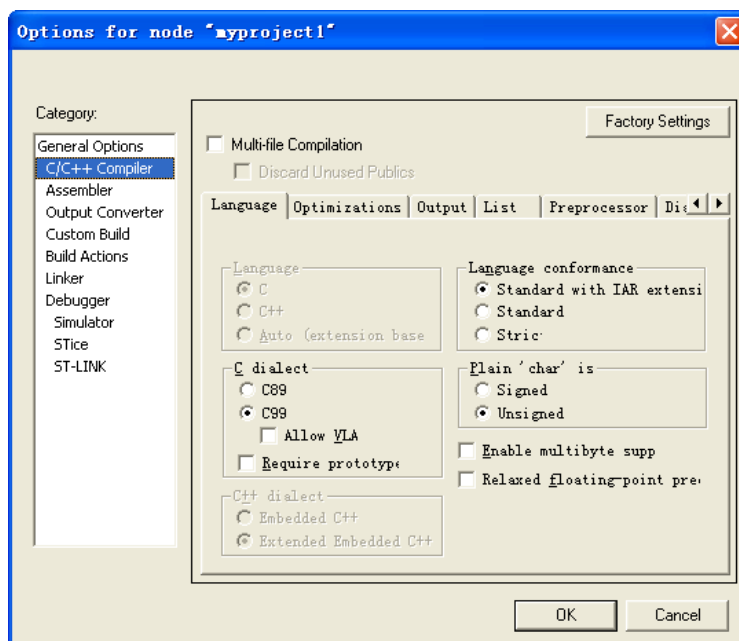 Options for node "myproject1"
Category:
General Options
C/C++ Compiler
Assembler
Output Converter
Custom Build
Build Actions
Linker
Debugger
Simulator
STice
ST-LINK
Factory Settings
Multi-file Compilation
Discard Unused Publics
Language Optimizations Output List Preprocessor Dia
Language
C
C++
Auto (extension base
C dialect
C89
C99
Allow VLA
Require prototype
C++ dialect
Embedded C++
Extended Embedded C++
Language conformance
Standard with IAR extensi
Standard
Stric
Plain 'char' is
Signed
Unsigned
Enable multibyte supp
Relaxed floating-point pre
OK Cancel